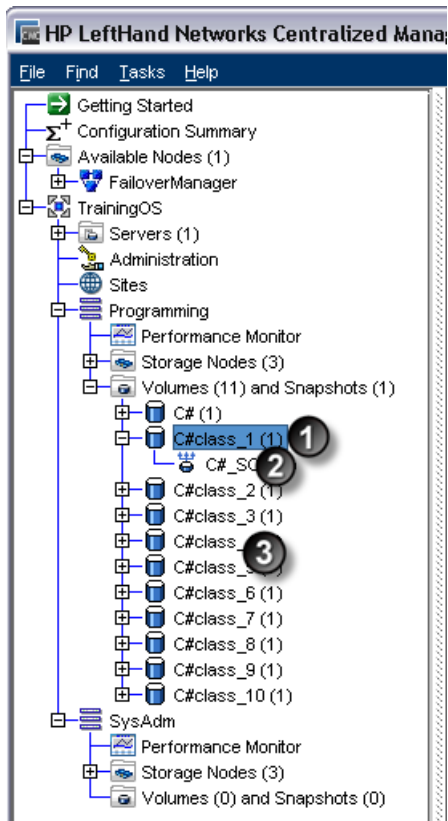 HP LeftHand Networks Centralized
File Find Tasks Help
Getting Started
Configuration Summary
Available Nodes (1)
FailoverManager
TrainingOS
Servers (1)
Administration
Sites
Programming
Performance Monitor
Storage Nodes (3)
Volumes (11) and Snapshots (1)
C# (1)
C#class_1 (1) 1
2
C#class_2 (1)
C#class_3 (1)
C#class_ 3
C#class_6 (1)
C#class_7 (1)
C#class_8 (1)
C#class_9 (1)
C#class_10 (1)
SysAdm
Performance Monitor
Storage Nodes (3)
Volumes (0) and Snapshots (0)